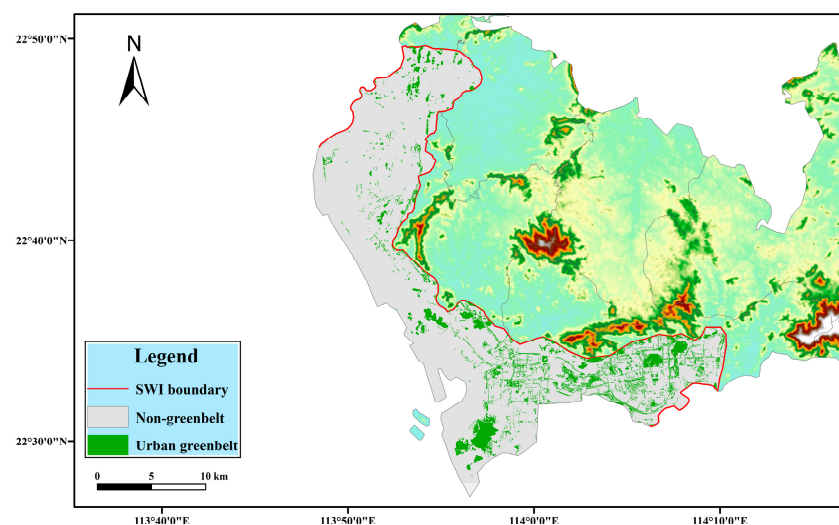 22°50'0"N
N
22°40'0"N
22°30'0"N
Legend
SWI boundary
Non-greenbelt
Urban greenbelt
0 5 10 km
113°40'0"E 113°50'0"E 114°0'0"E 114°10'0"E